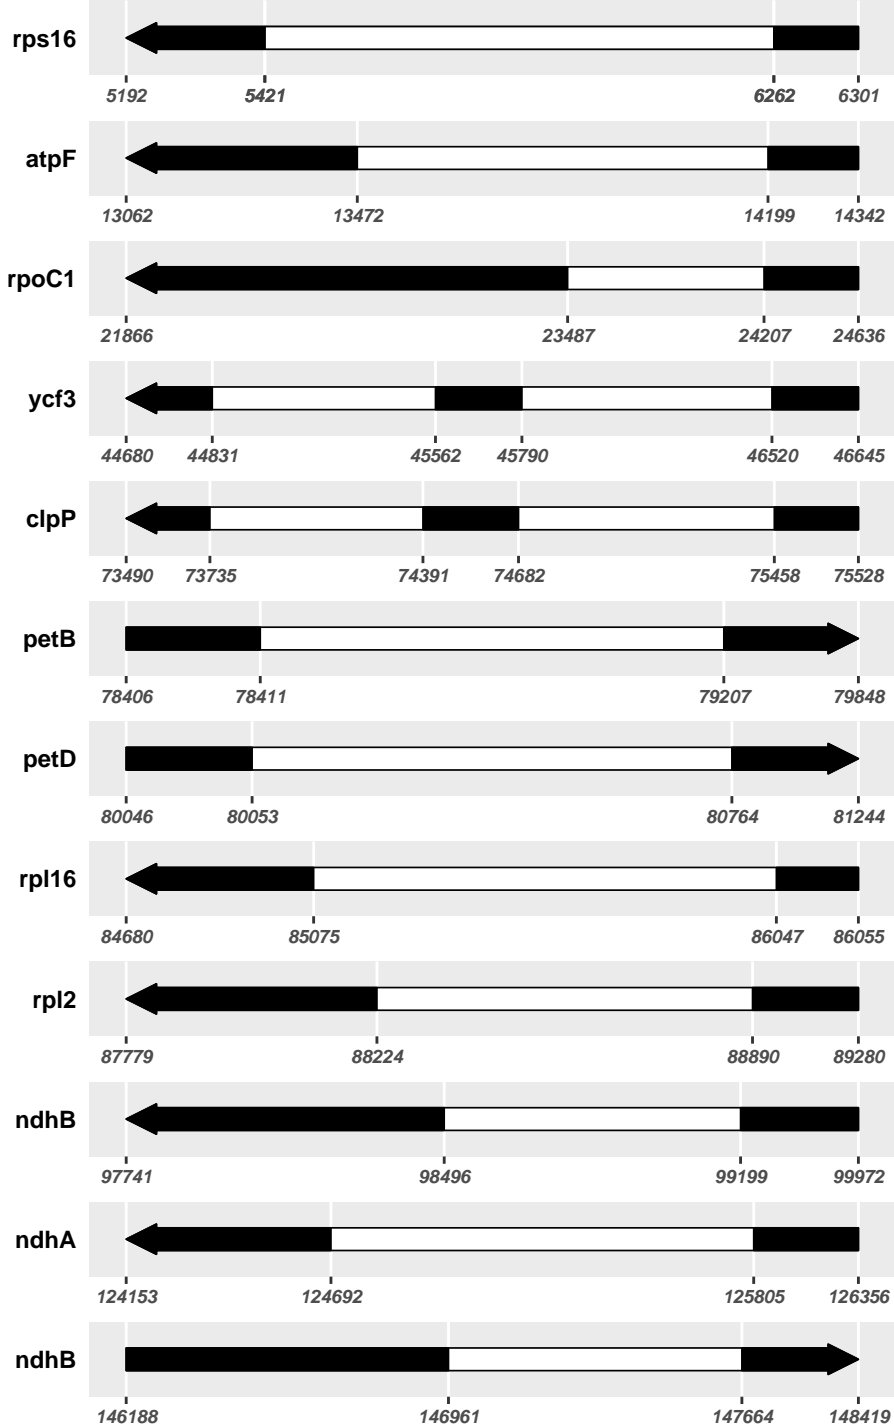 rps16
5192 5421 6262 6301
atpF
13062 13472 14199 14342
rpoC1
21866 23487 24207 24636
ycf3
44680 44831 45562 45790 46520 46645
clpP
73490 73735 74391 74682 75458 75528
petB
78406 78411 79207 79848
petD
80046 80053 80764 81244
rpl16
84680 85075 86047 86055
rpl2
87779 88224 88890 89280
ndhB
97741 98496 99199 99972
ndhA
124153 124692 125805 126356
ndhB
146188 146961 147664 148419